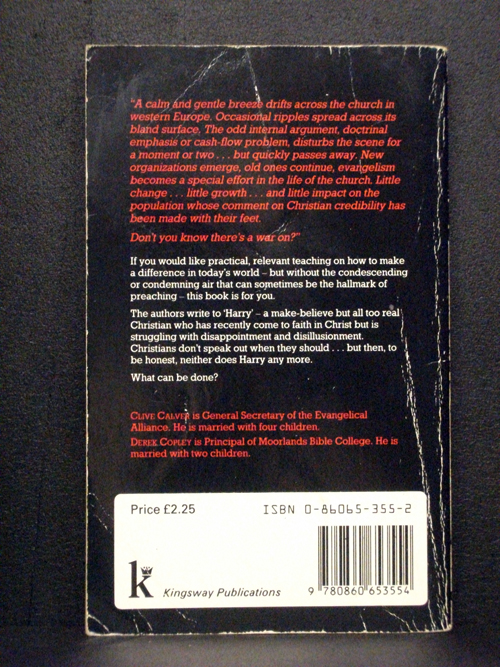 "A calm and gentle breeze drifts across the church in
western Europe. Occasional ripples spread across its
bland surface. The odd internal argument, doctrinal
emphasis or cash-flow problem, disturbs the scene for
a moment or two . . . but quickly passes away. New
organizations emerge, old ones continue, evangelism
becomes a special effort in the life of the church. Little
change . . . little growth . . . and little impact on the
population whose comment on Christian credibility has
been made with their feet.
Don't you know there's a war on?"
If you would like practical, relevant teaching on how to make
a difference in today's world – but without the condescending
or condemning air that can sometimes be the hallmark of
preaching – this book is for you.
The authors write to 'Harry' – a make-believe but all too real
Christian who has recently come to faith in Christ but is
struggling with disappointment and disillusionment.
Christians don't speak out when they should . . . but then, to
be honest, neither does Harry any more.
What can be done?
CLIVE CALVER is General Secretary of the Evangelical
Alliance. He is married with four children.
DEREK COPLEY is Principal of Moorlands Bible College. He is
married with two children.
Price £2.25
ISBN 0-86065-355-2
k
Kingsway Publications
9 780860 653554